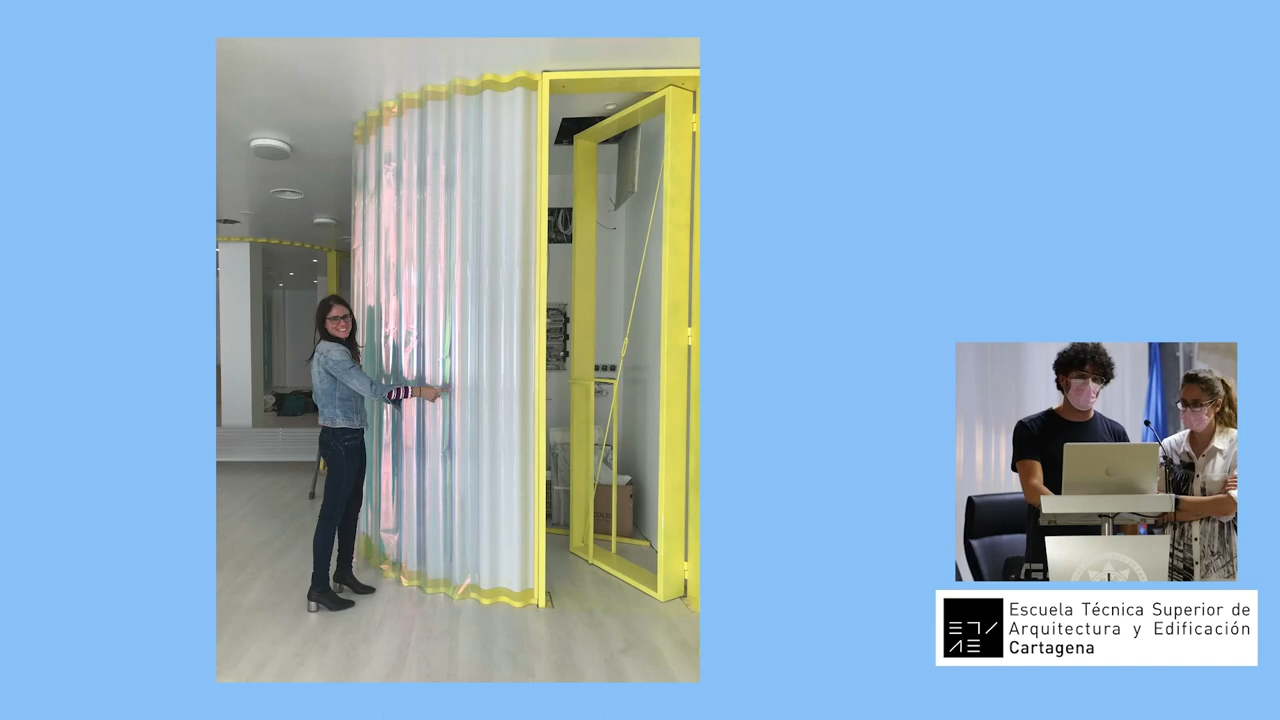 Escuela Técnica Superior de
Arquitectura y Edificación
Cartagena